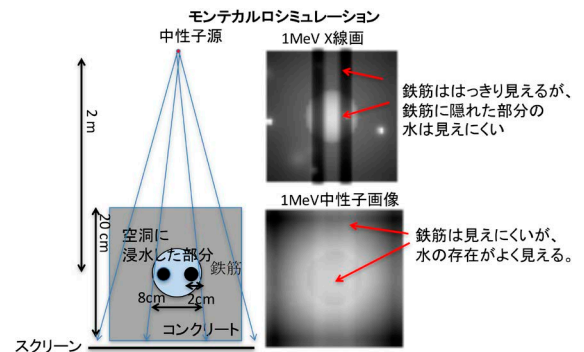 モンテカルロシミュレーション
中性子源
1MeV X線画
鉄筋ははっきり見えるが、
鉄筋に隠れた部分の
水は見えにくい
2 m
1MeV中性子画像
20 cm
空洞に
浸水した部分
鉄筋
8cm
2cm
コンクリート
スクリーン
鉄筋は見えにくいが、
水の存在がよく見える。